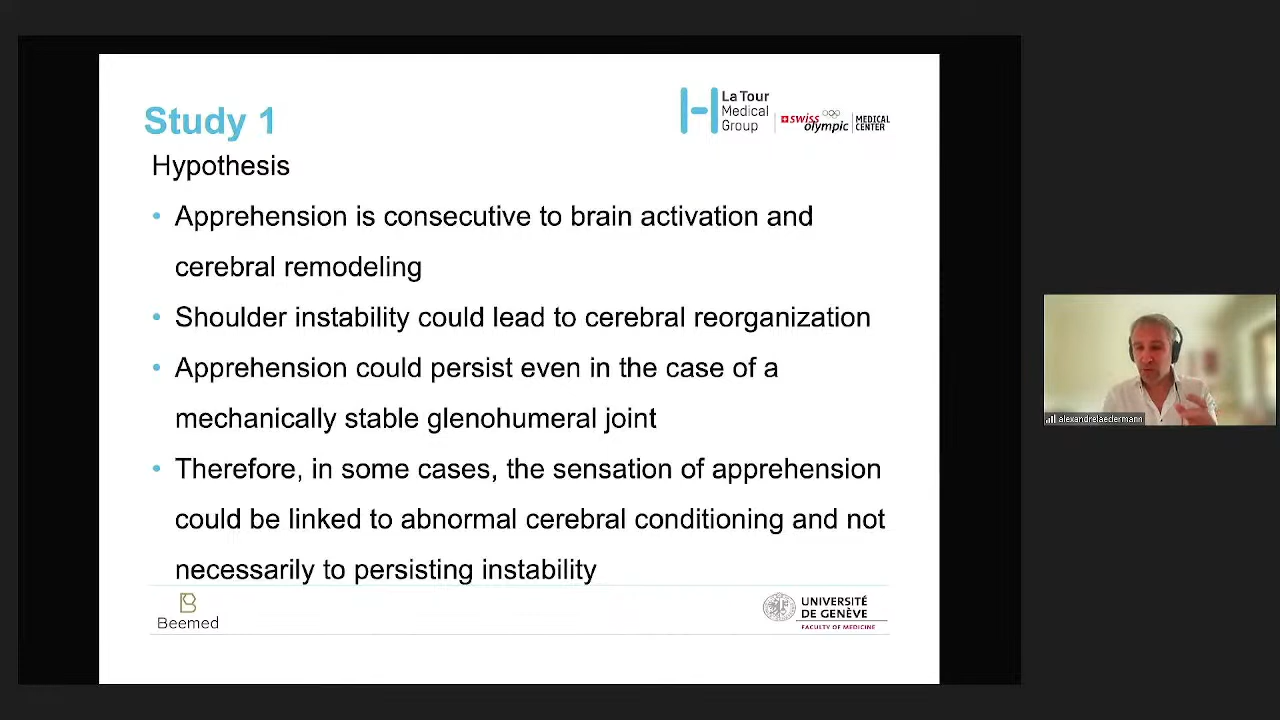 Study 1
La Tour
Medical
Group
swiss
olympic
MEDICAL
CENTER
Hypothesis
• Apprehension is consecutive to brain activation and
cerebral remodeling
• Shoulder instability could lead to cerebral reorganization
• Apprehension could persist even in the case of a
mechanically stable glenohumeral joint
• Therefore, in some cases, the sensation of apprehension
could be linked to abnormal cerebral conditioning and not
necessarily to persisting instability
Beemed
UNIVERSITÉ
DE GENÈVE
FACULTY OF MEDICINE
alexandrelaedermann